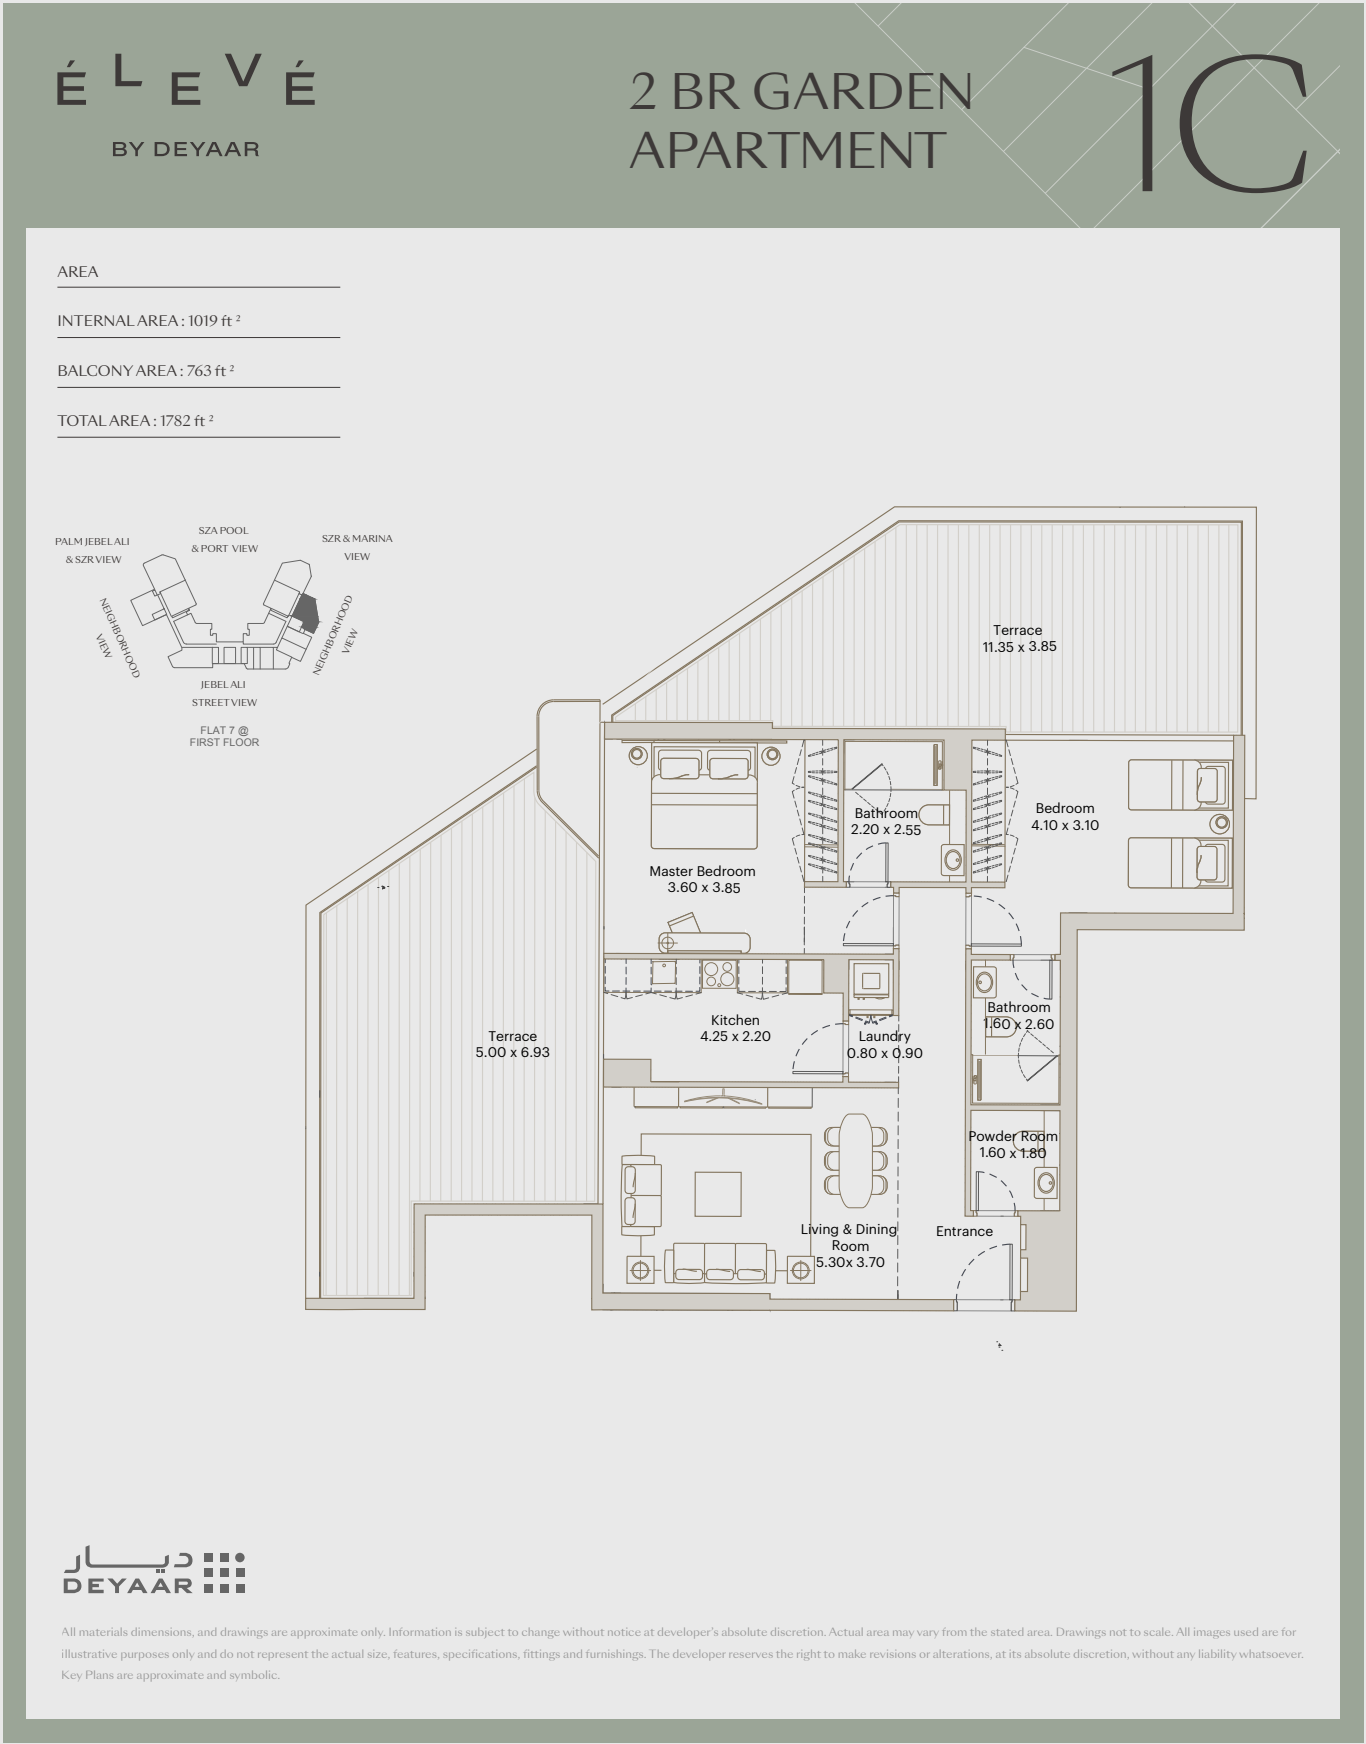 ÉLEVÉ
BY DEYAAR
2 BR GARDEN
APARTMENT
1C
AREA
INTERNAL AREA : 1019 ft ²
BALCONY AREA : 763 ft ²
TOTAL AREA : 1782 ft ²
PALM JEBEL ALI
& SZR VIEW
SZA POOL
& PORT VIEW
SZR & MARINA
VIEW
NEIGHBORHOOD
VIEW
NEIGHBORHOOD
VIEW
JEBEL ALI
STREET VIEW
FLAT 7 @
FIRST FLOOR
Terrace
11.35 x 3.85
Bathroom
2.20 x 2.55
Bedroom
4.10 x 3.10
Master Bedroom
3.60 x 3.85
Kitchen
4.25 x 2.20
Laundry
0.80 x 0.90
Bathroom
1.60 x 2.60
Terrace
5.00 x 6.93
Powder Room
1.60 x 1.80
Living & Dining
Room
5.30x 3.70
Entrance
ديار
DEYAAR
All materials dimensions, and drawings are approximate only. Information is subject to change without notice at developer's absolute discretion. Actual area may vary from the stated area. Drawings not to scale. All images used are for
illustrative purposes only and do not represent the actual size, features, specifications, fittings and furnishings. The developer reserves the right to make revisions or alterations, at its absolute discretion, without any liability whatsoever.
Key Plans are approximate and symbolic.